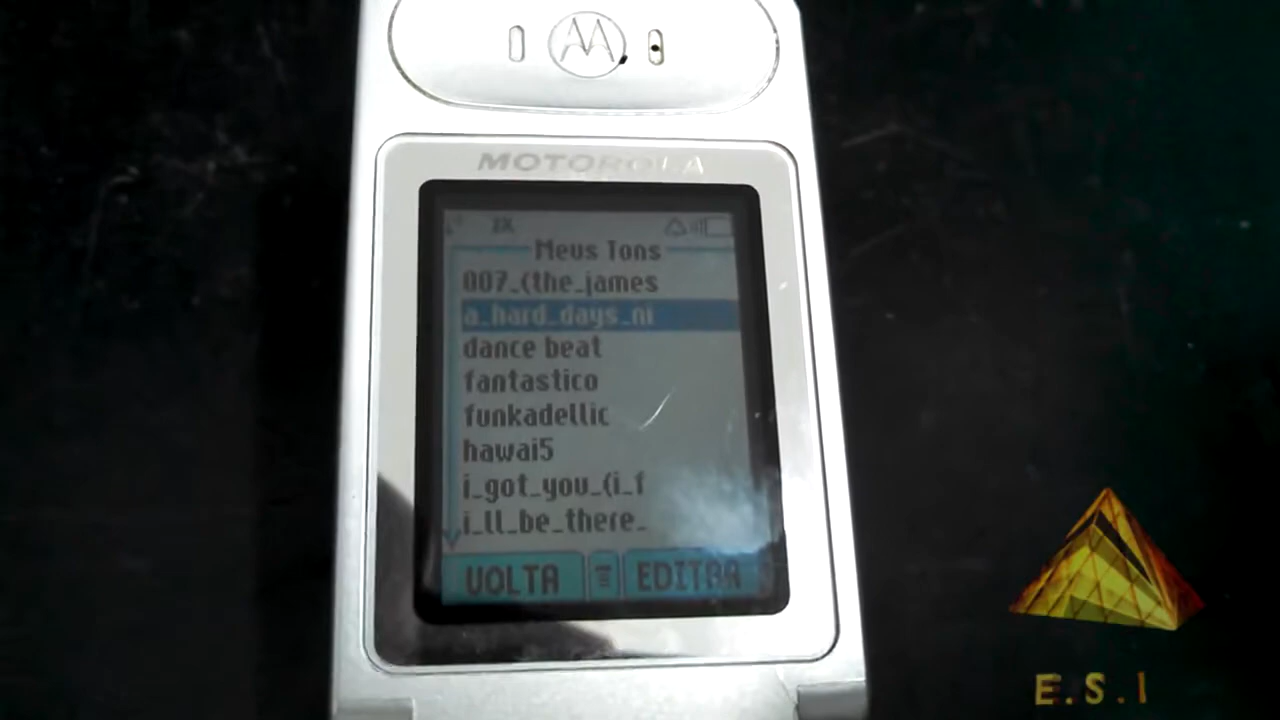 MOTOROLA
Meus Tons
007_(the_james
a_hard_days_ni
dance beat
fantastico
funkadellic
hawai5
i_got_you_(i_f
i_ll_be_there_
VOLTA EDITAR
E.S.I